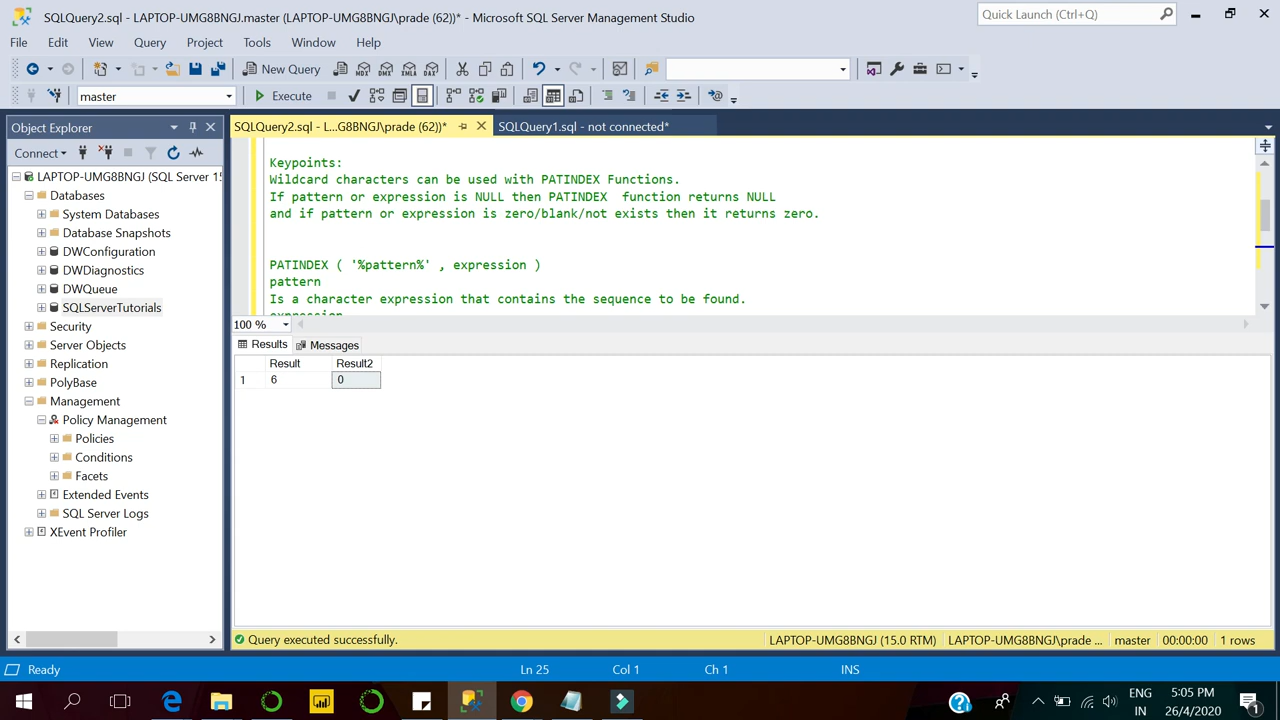 SQLQuery2.sql - LAPTOP-UMG8BNGJ.master (LAPTOP-UMG8BNGJ\prade (62))* - Microsoft SQL Server Management Studio
Quick Launch (Ctrl+Q)
File Edit View Query Project Tools Window Help
New Query
MDX DMX XMLA DAX
master
Execute
Object Explorer
SQLQuery2.sql - L...G8BNGJ\prade (62))*
SQLQuery1.sql - not connected*
Connect
LAPTOP-UMG8BNGJ (SQL Server 15
Databases
System Databases
Database Snapshots
DWConfiguration
DWDiagnostics
DWQueue
SQLServerTutorials
Security
Server Objects
Replication
PolyBase
Management
Policy Management
Policies
Conditions
Facets
Extended Events
SQL Server Logs
XEvent Profiler
Keypoints:
Wildcard characters can be used with PATINDEX Functions.
If pattern or expression is NULL then PATINDEX  function returns NULL
and if pattern or expression is zero/blank/not exists then it returns zero.
PATINDEX ( '%pattern%' , expression )
pattern
Is a character expression that contains the sequence to be found.
expression
100 %
Results Messages
Result Result2
1 6 0
Query executed successfully.
LAPTOP-UMG8BNGJ (15.0 RTM) LAPTOP-UMG8BNGJ\prade ... master 00:00:00 1 rows
Ready Ln 25 Col 1 Ch 1 INS
ENG
IN
5:05 PM
26/4/2020
1